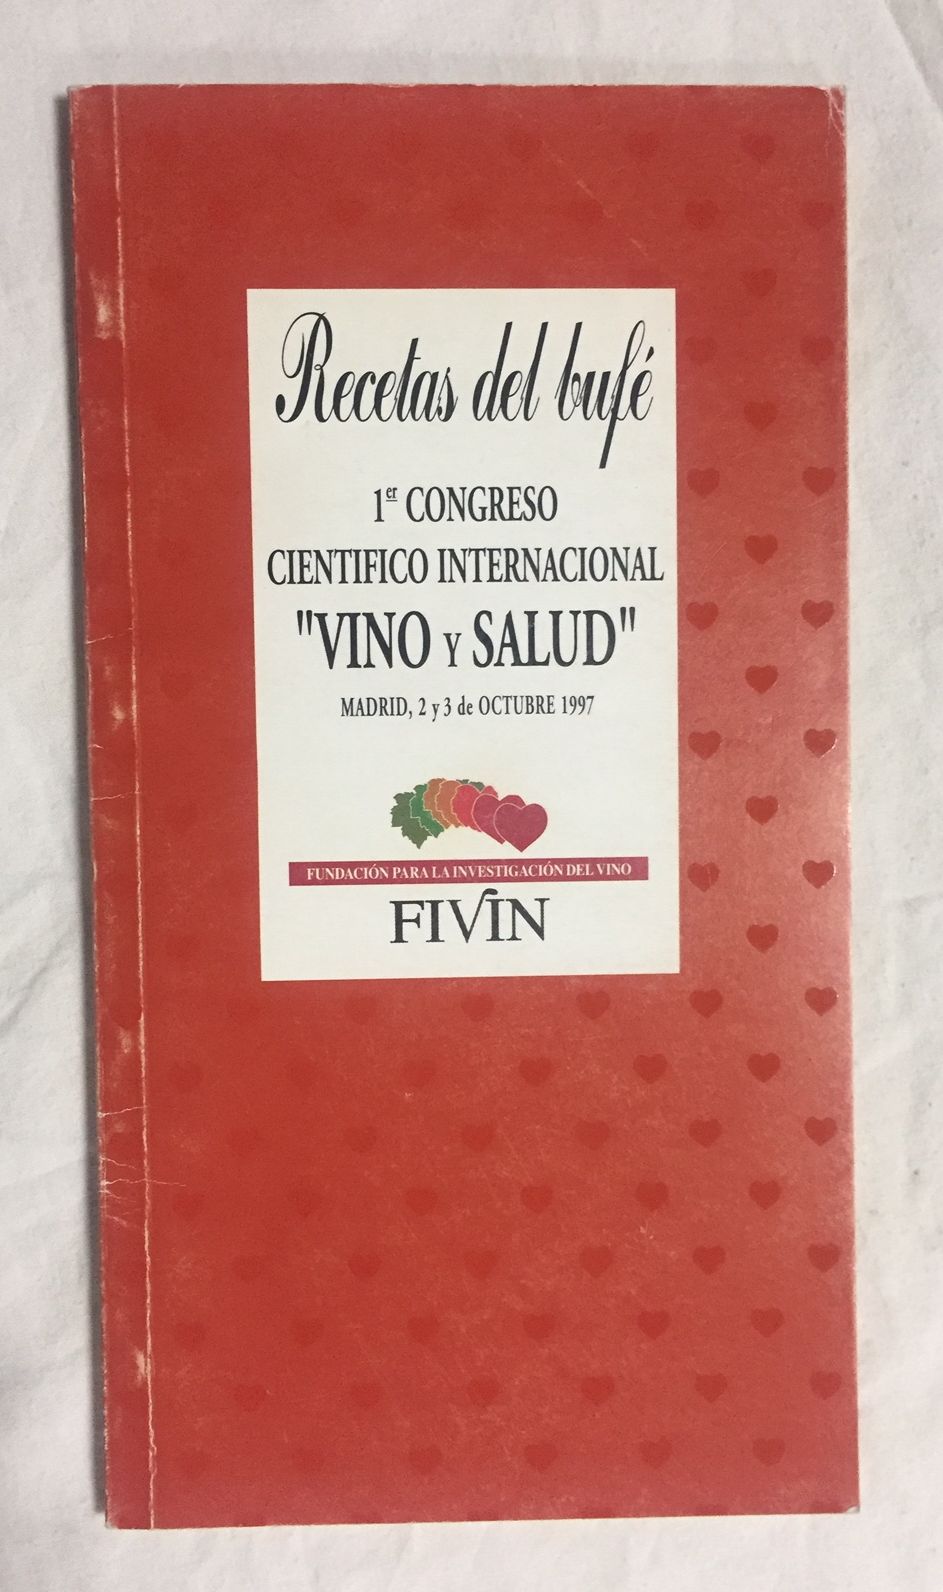 Recetas del bufé
1er CONGRESO
CIENTIFICO INTERNACIONAL
"VINO Y SALUD"
MADRID, 2 y 3 de OCTUBRE 1997
FUNDACIÓN PARA LA INVESTIGACIÓN DEL VINO
FIVIN